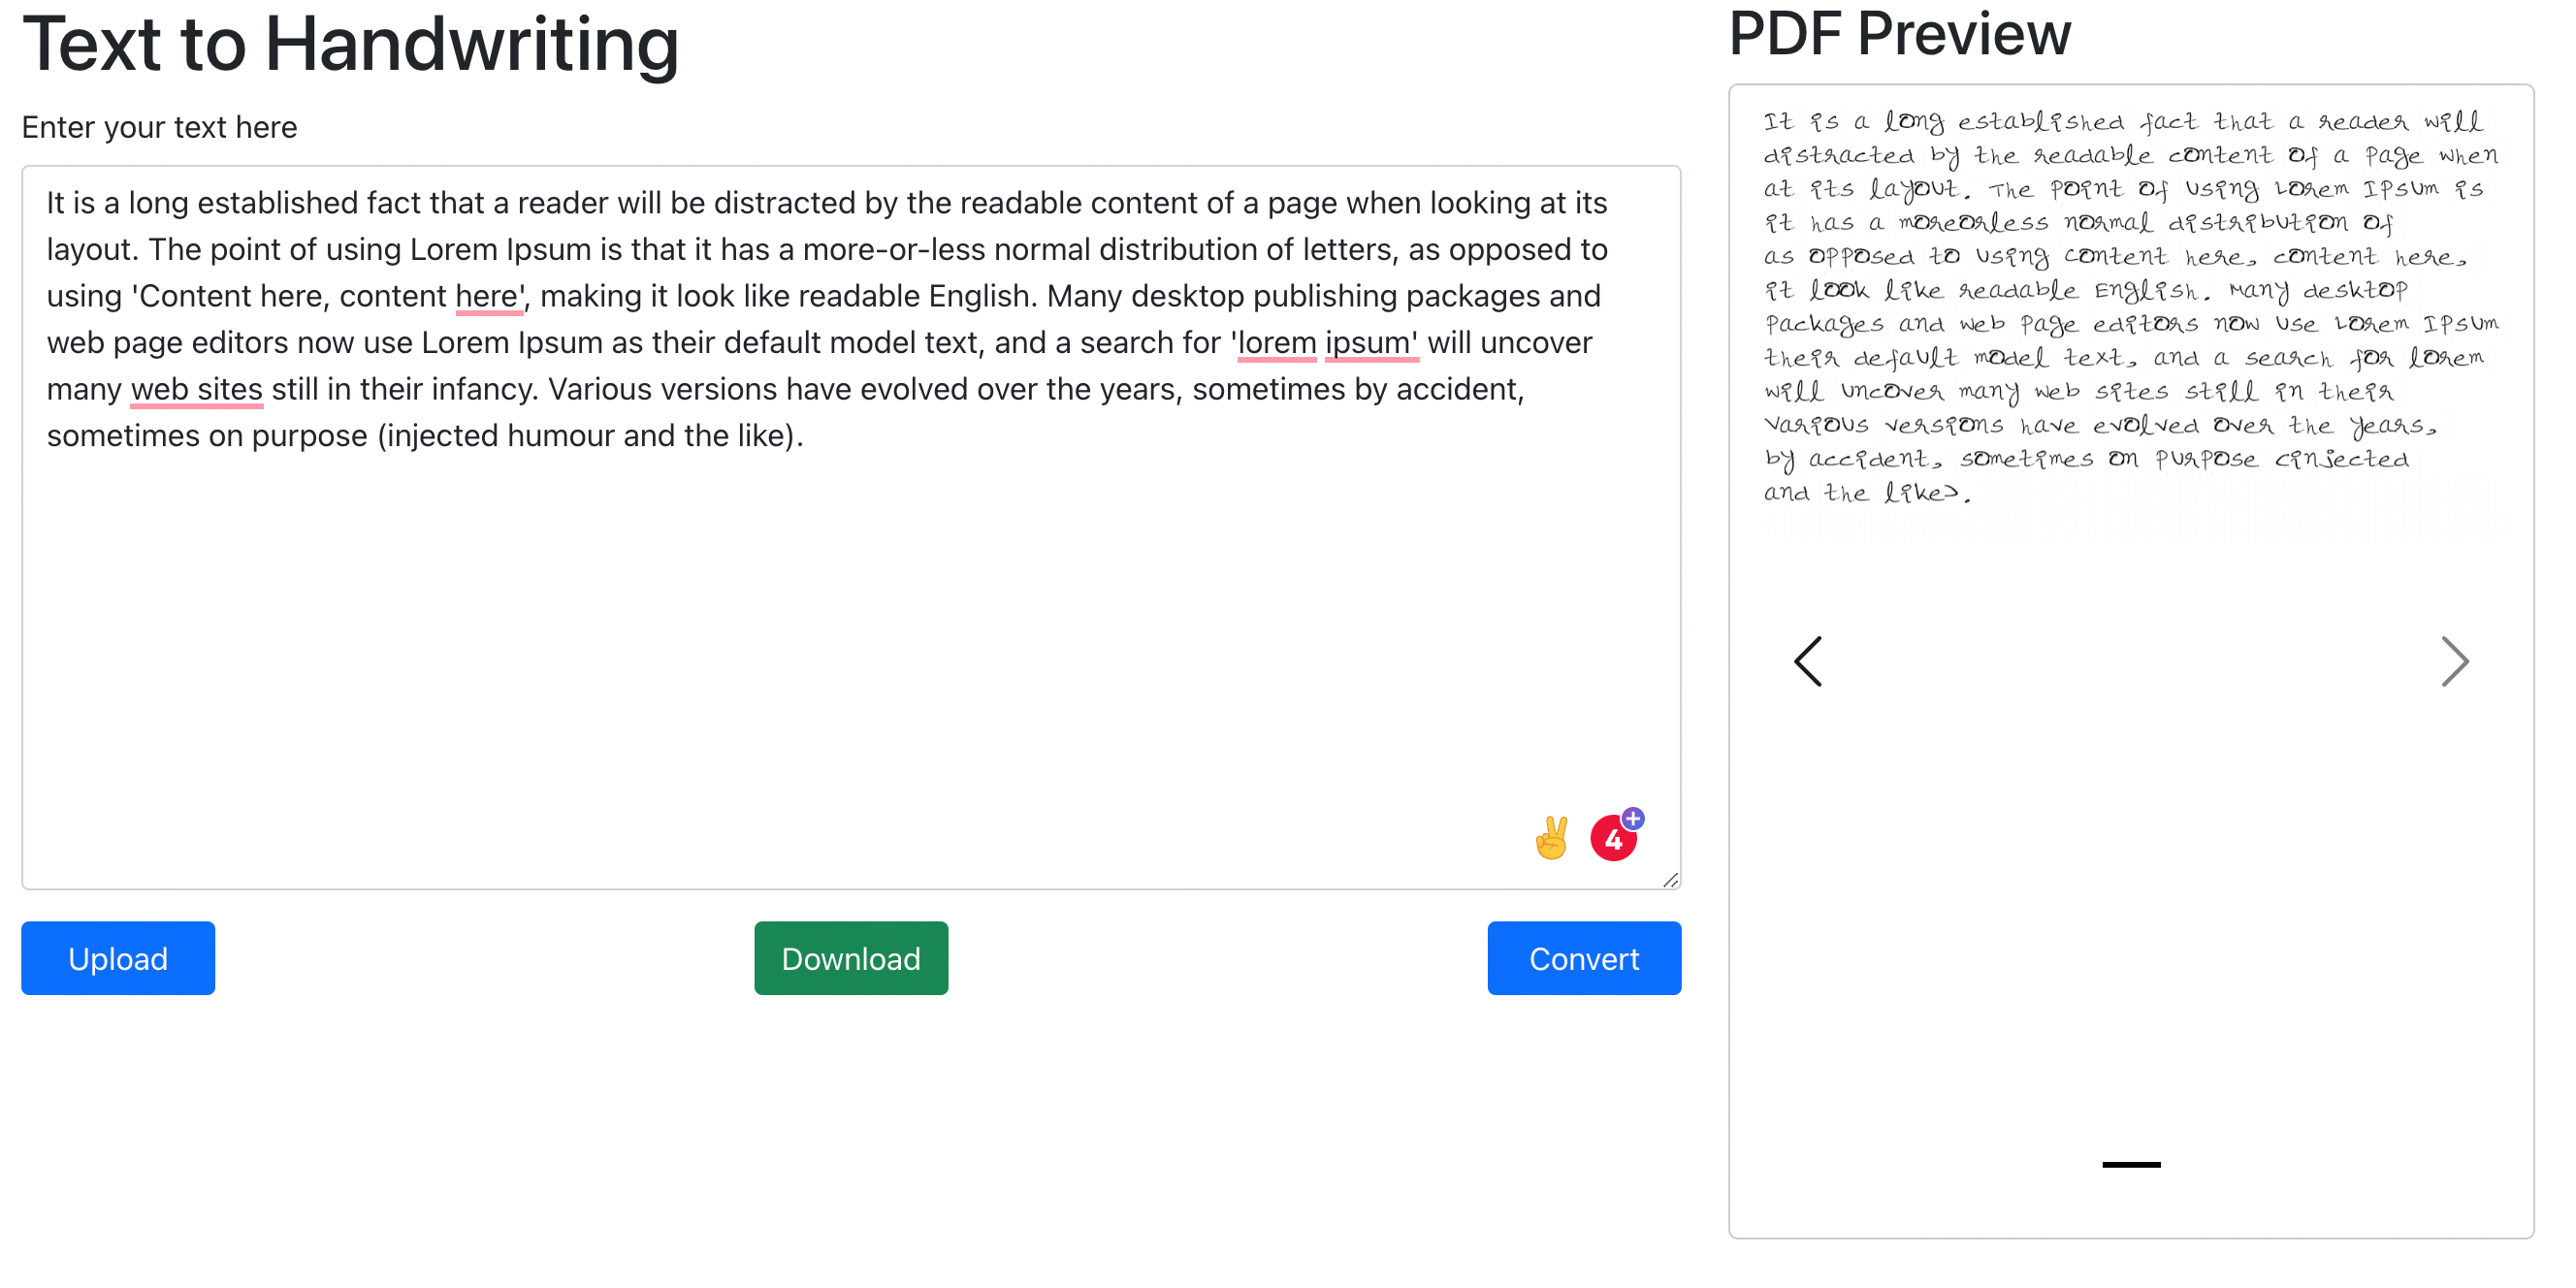 Text to Handwriting
Enter your text here
It is a long established fact that a reader will be distracted by the readable content of a page when looking at its
layout. The point of using Lorem Ipsum is that it has a more-or-less normal distribution of letters, as opposed to
using 'Content here, content here', making it look like readable English. Many desktop publishing packages and
web page editors now use Lorem Ipsum as their default model text, and a search for 'lorem ipsum' will uncover
many web sites still in their infancy. Various versions have evolved over the years, sometimes by accident,
sometimes on purpose (injected humour and the like).
4
Upload
Download
Convert
PDF Preview
It is a long established fact that a reader will
distracted by the readable content of a page when
at its layout. The point of using Lorem Ipsum is
it has a moreorless normal distribution of
as opposed to using content here, content here,
it look like readable English. Many desktop
packages and web page editors now use Lorem Ipsum
their default model text, and a search for lorem
will uncover many web sites still in their
various versions have evolved over the years,
by accident, sometimes on purpose cinjected
and the like>.